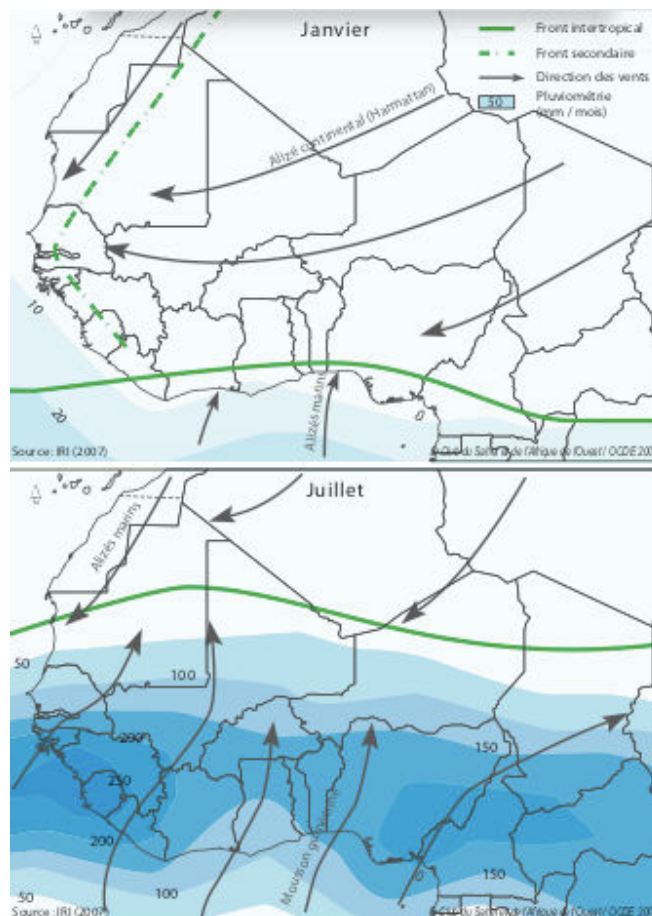 Janvier
Front intertropical
Front secondaire
Direction des vents
50
Pluviométrie
(mm / mois)
Alizé continental (Harmattan)
10
20
0
Alizés marins
Source: IRI (2007)
Juillet
Alizés marins
50
100
200
150
250
200
Mousson
0
150
100
50
Source: IRI (2007)